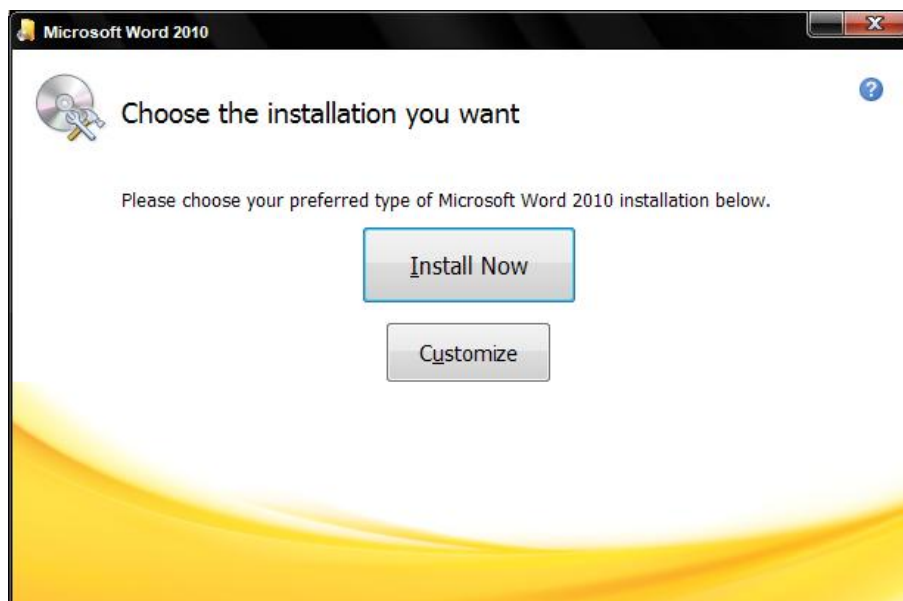 Microsoft Word 2010
Choose the installation you want
?
Please choose your preferred type of Microsoft Word 2010 installation below.
Install Now
Customize